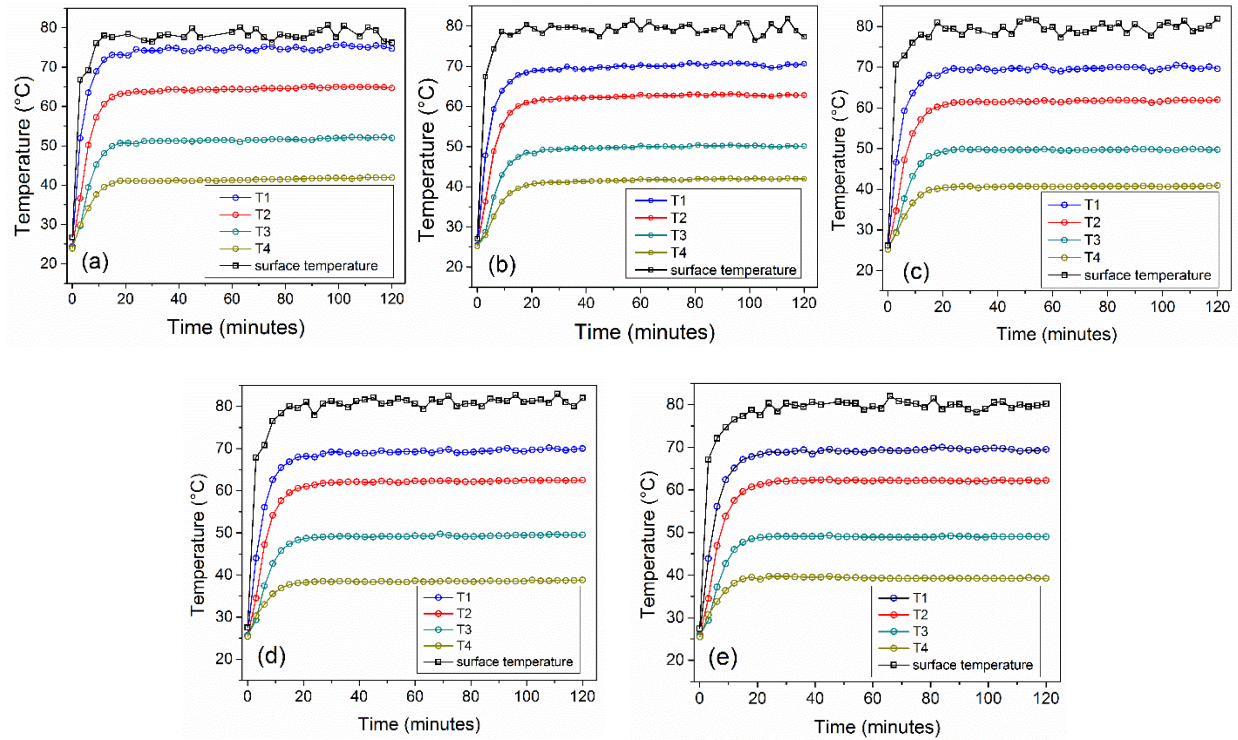 80
70
60
50
40
30
20
Temperature (°C)
(a)
T1
T2
T3
T4
surface temperature
0 20 40 60 80 100 120
Time (minutes)
80
70
60
50
40
30
20
Temperature (°C)
(b)
T1
T2
T3
T4
surface temperature
0 20 40 60 80 100 120
Time (minutes)
80
70
60
50
40
30
20
Temperature (°C)
(c)
T1
T2
T3
T4
surface temperature
0 20 40 60 80 100 120
Time (minutes)
80
70
60
50
40
30
20
Temperature (°C)
(d)
T1
T2
T3
T4
surface temperature
0 20 40 60 80 100 120
Time (minutes)
80
70
60
50
40
30
20
Temperature (°C)
(e)
T1
T2
T3
T4
surface temperature
0 20 40 60 80 100 120
Time (minutes)